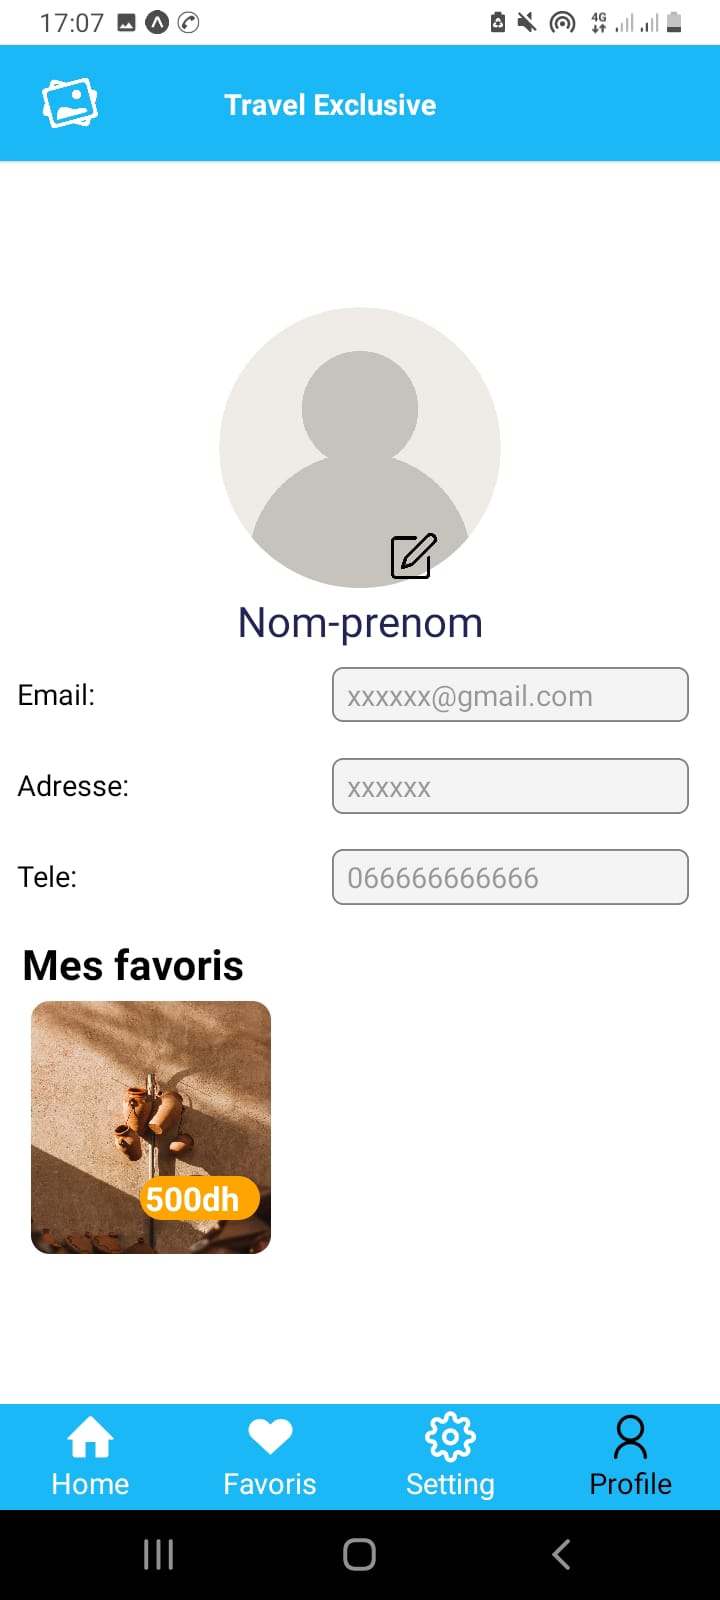 17:07
4G
Travel Exclusive
Nom-prenom
Email:
xxxxxx@gmail.com
Adresse:
xxxxxx
Tele:
066666666666
Mes favoris
500dh
Home
Favoris
Setting
Profile